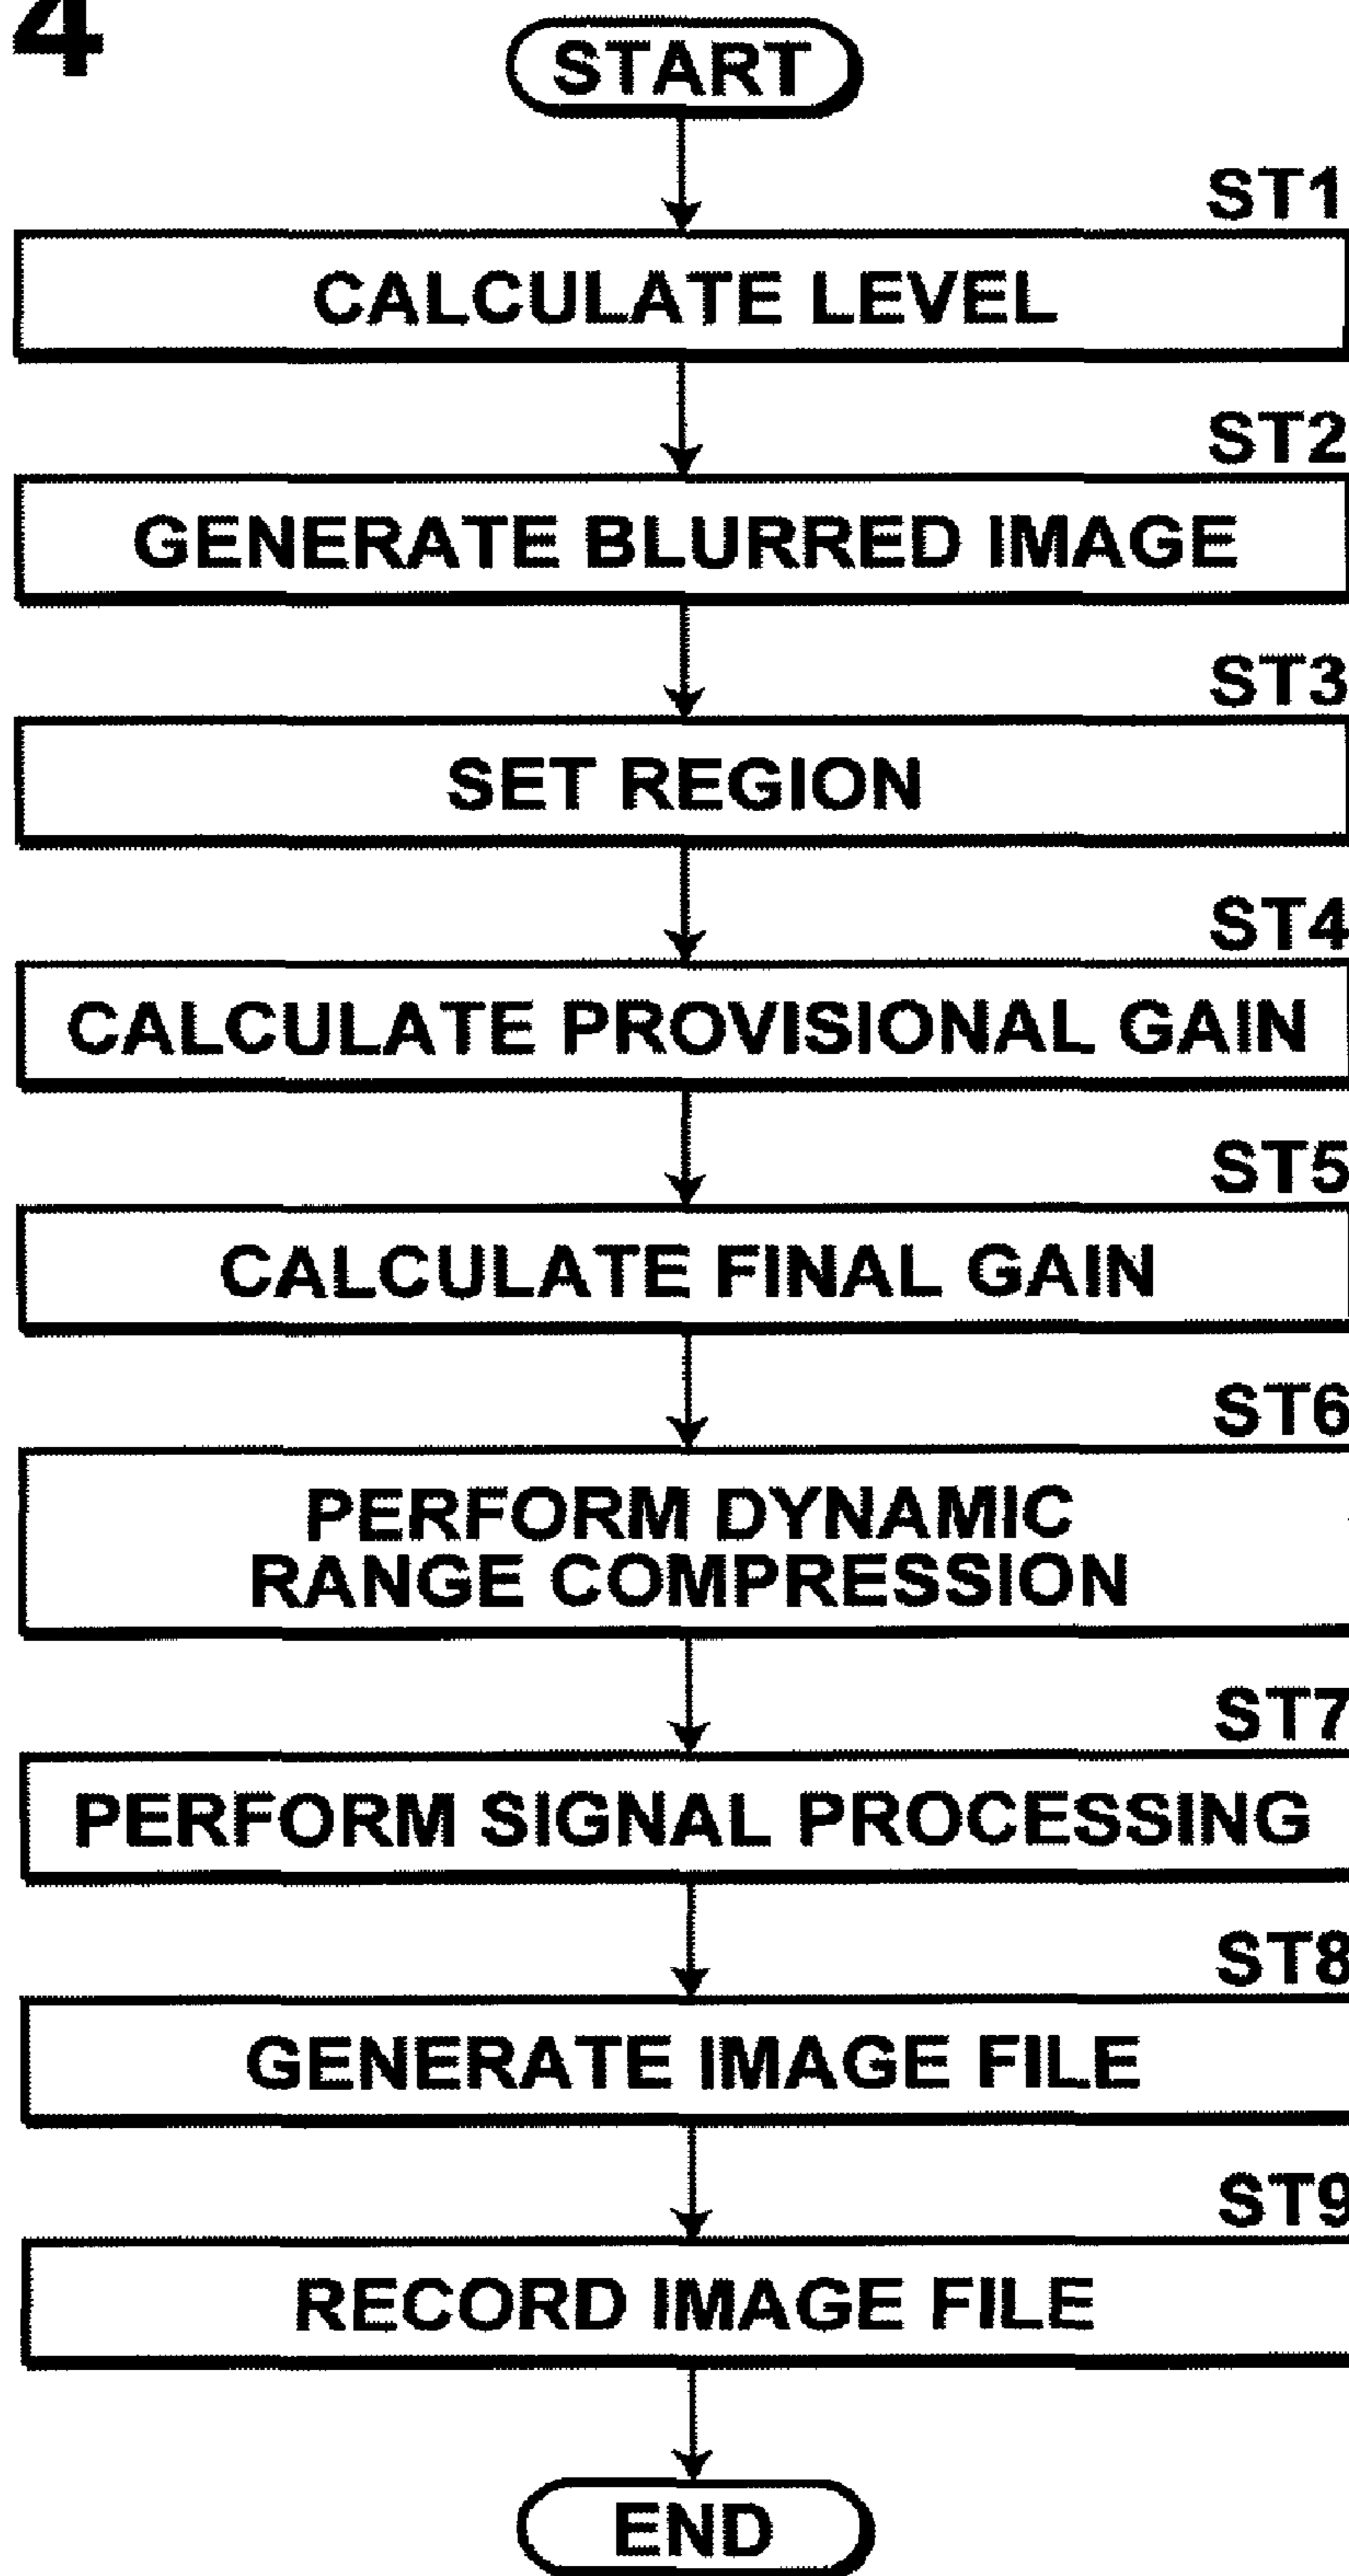 4
START
ST1
CALCULATE LEVEL
ST2
GENERATE BLURRED IMAGE
ST3
SET REGION
ST4
CALCULATE PROVISIONAL GAIN
ST5
CALCULATE FINAL GAIN
ST6
PERFORM DYNAMIC
RANGE COMPRESSION
ST7
PERFORM SIGNAL PROCESSING
ST8
GENERATE IMAGE FILE
ST9
RECORD IMAGE FILE
END